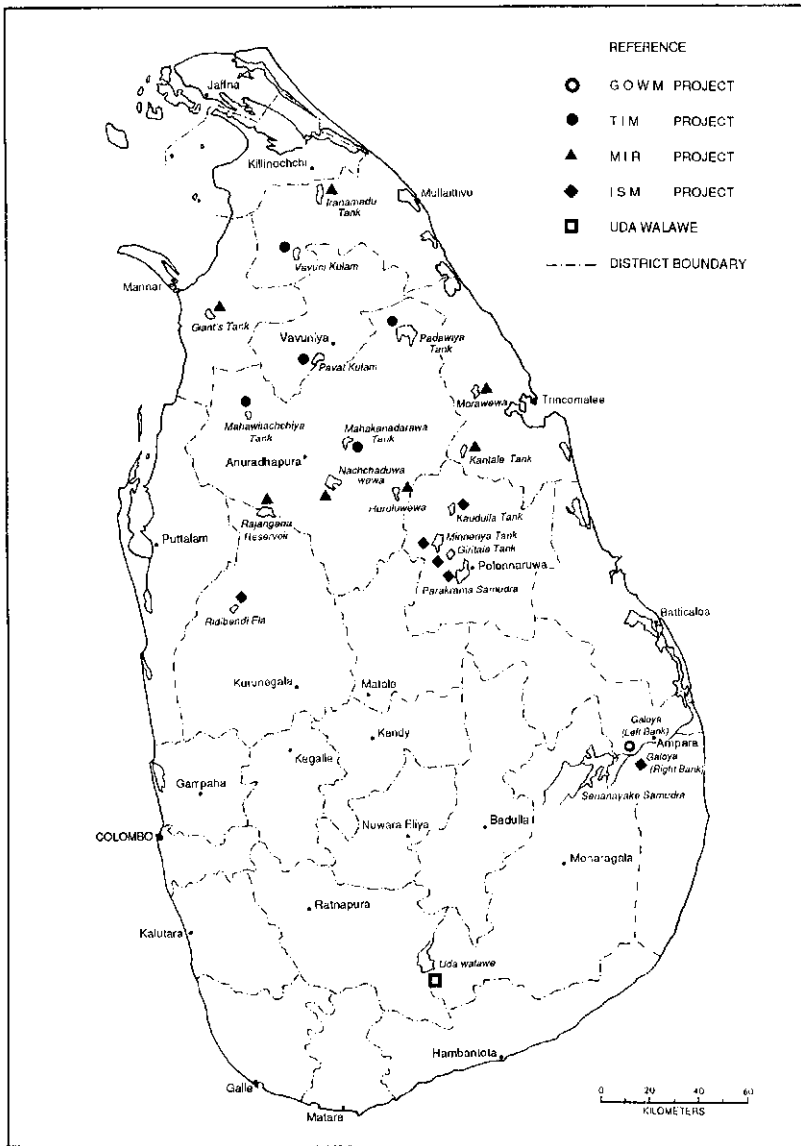 REFERENCE
GOWM PROJECT
TIM PROJECT
MIR PROJECT
ISM PROJECT
UDA WALAWE
DISTRICT BOUNDARY
Jaffna
Killinochchi
Iranamadu
Tank
Mullaittivu
Vavuni Kulam
Mannar
Giant's Tank
Vavuniya
Padawiya
Tank
Pavat Kulam
Morawewa
Trincomalee
Mahawilachchiya
Tank
Mahakanadarawa
Tank
Kantale Tank
Anuradhapura
Nachchaduwa
wewa
Huruluwewa
Kaudulla Tank
Rajangana
Reservoir
Puttalam
Minneriya Tank
Giritale Tank
Polonnaruwa
Parakrama Samudra
Ridibendi Ela
Batticaloa
Kurunegala
Matale
Kandy
Galoya
(Left Bank)
Ampara
Kegalle
Galoya
(Right Bank)
Gampaha
Senanayake Samudra
Nuwara Eliya
Badulla
COLOMBO
Monaragala
Ratnapura
Kalutara
Uda walawe
Hambantota
Galle
Matara
0 20 40 60
KILOMETERS